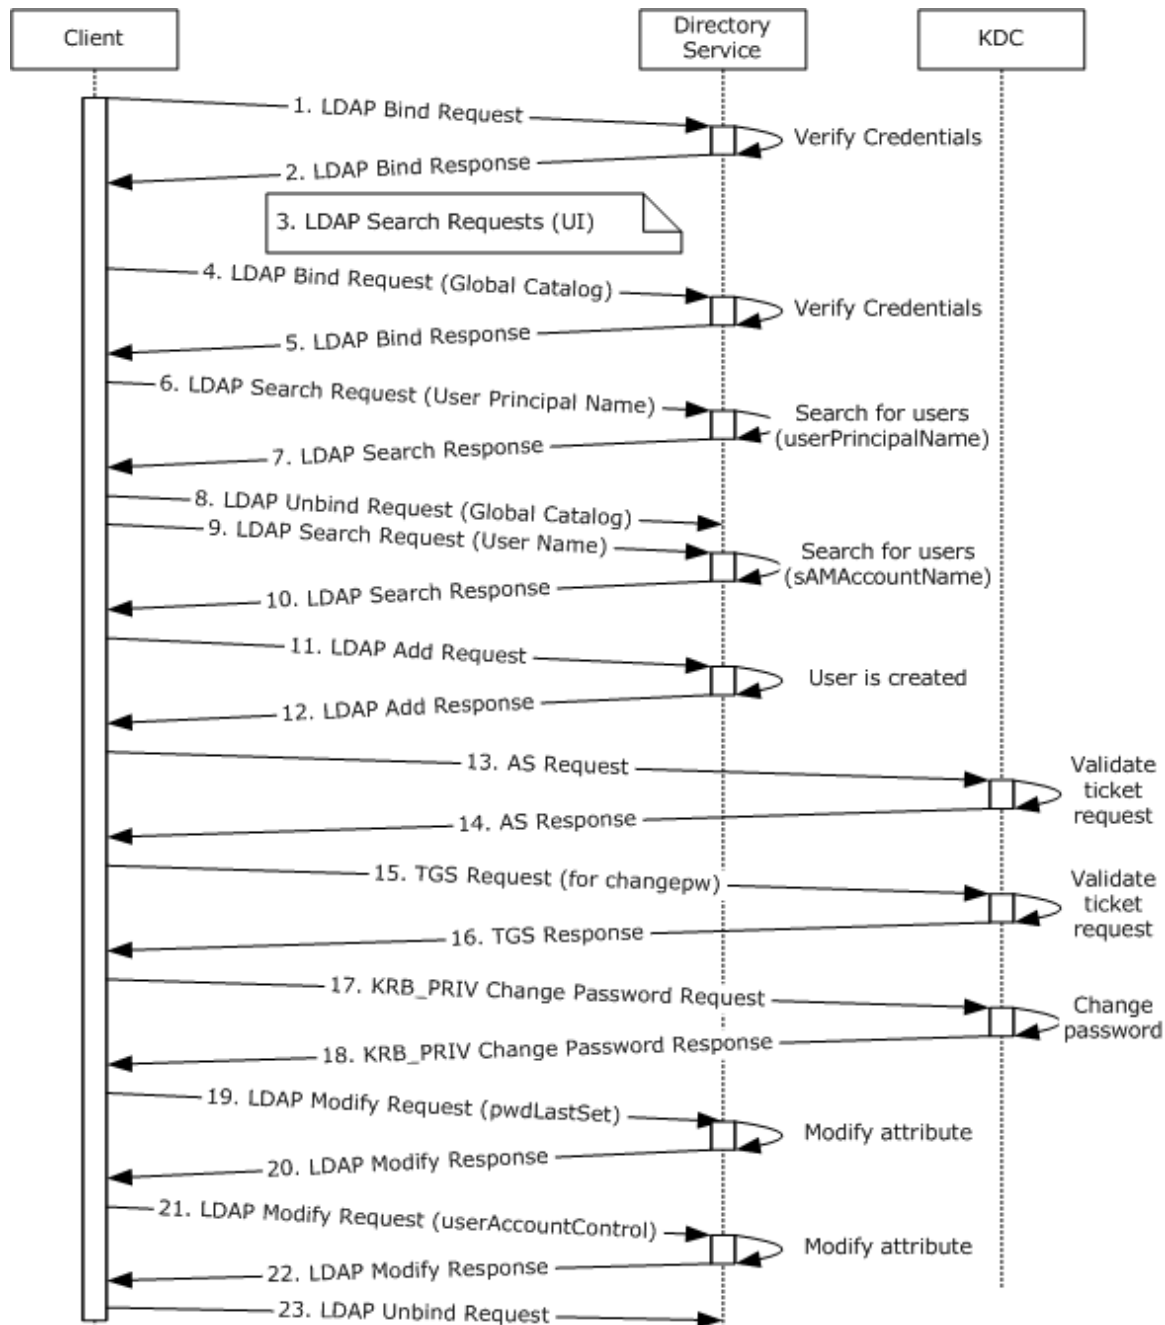 Client
Directory
Service
KDC
1. LDAP Bind Request
Verify Credentials
2. LDAP Bind Response
3. LDAP Search Requests (UI)
4. LDAP Bind Request (Global Catalog)
Verify Credentials
5. LDAP Bind Response
6. LDAP Search Request (User Principal Name)
Search for users
(userPrincipalName)
7. LDAP Search Response
8. LDAP Unbind Request (Global Catalog)
9. LDAP Search Request (User Name)
Search for users
(sAMAccountName)
10. LDAP Search Response
11. LDAP Add Request
User is created
12. LDAP Add Response
13. AS Request
Validate
ticket
request
14. AS Response
15. TGS Request (for changepw)
Validate
ticket
request
16. TGS Response
17. KRB_PRIV Change Password Request
Change
password
18. KRB_PRIV Change Password Response
19. LDAP Modify Request (pwdLastSet)
Modify attribute
20. LDAP Modify Response
21. LDAP Modify Request (userAccountControl)
Modify attribute
22. LDAP Modify Response
23. LDAP Unbind Request